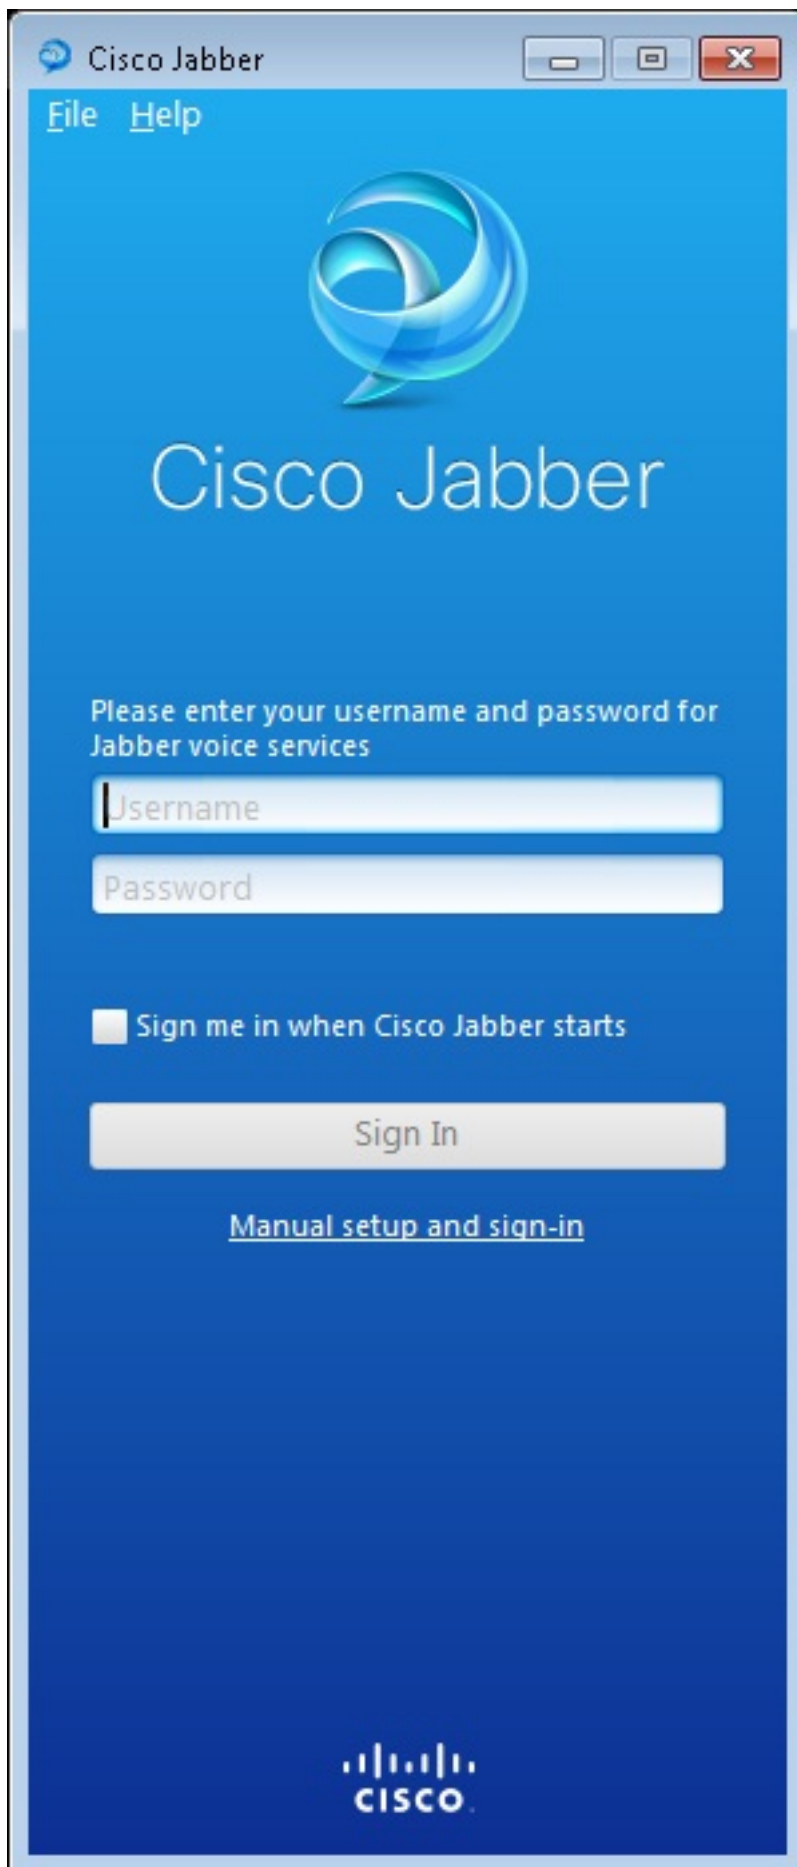 Cisco Jabber
File Help
Cisco Jabber
Please enter your username and password for
Jabber voice services
Username
Password
Sign me in when Cisco Jabber starts
Sign In
Manual setup and sign-in
CISCO